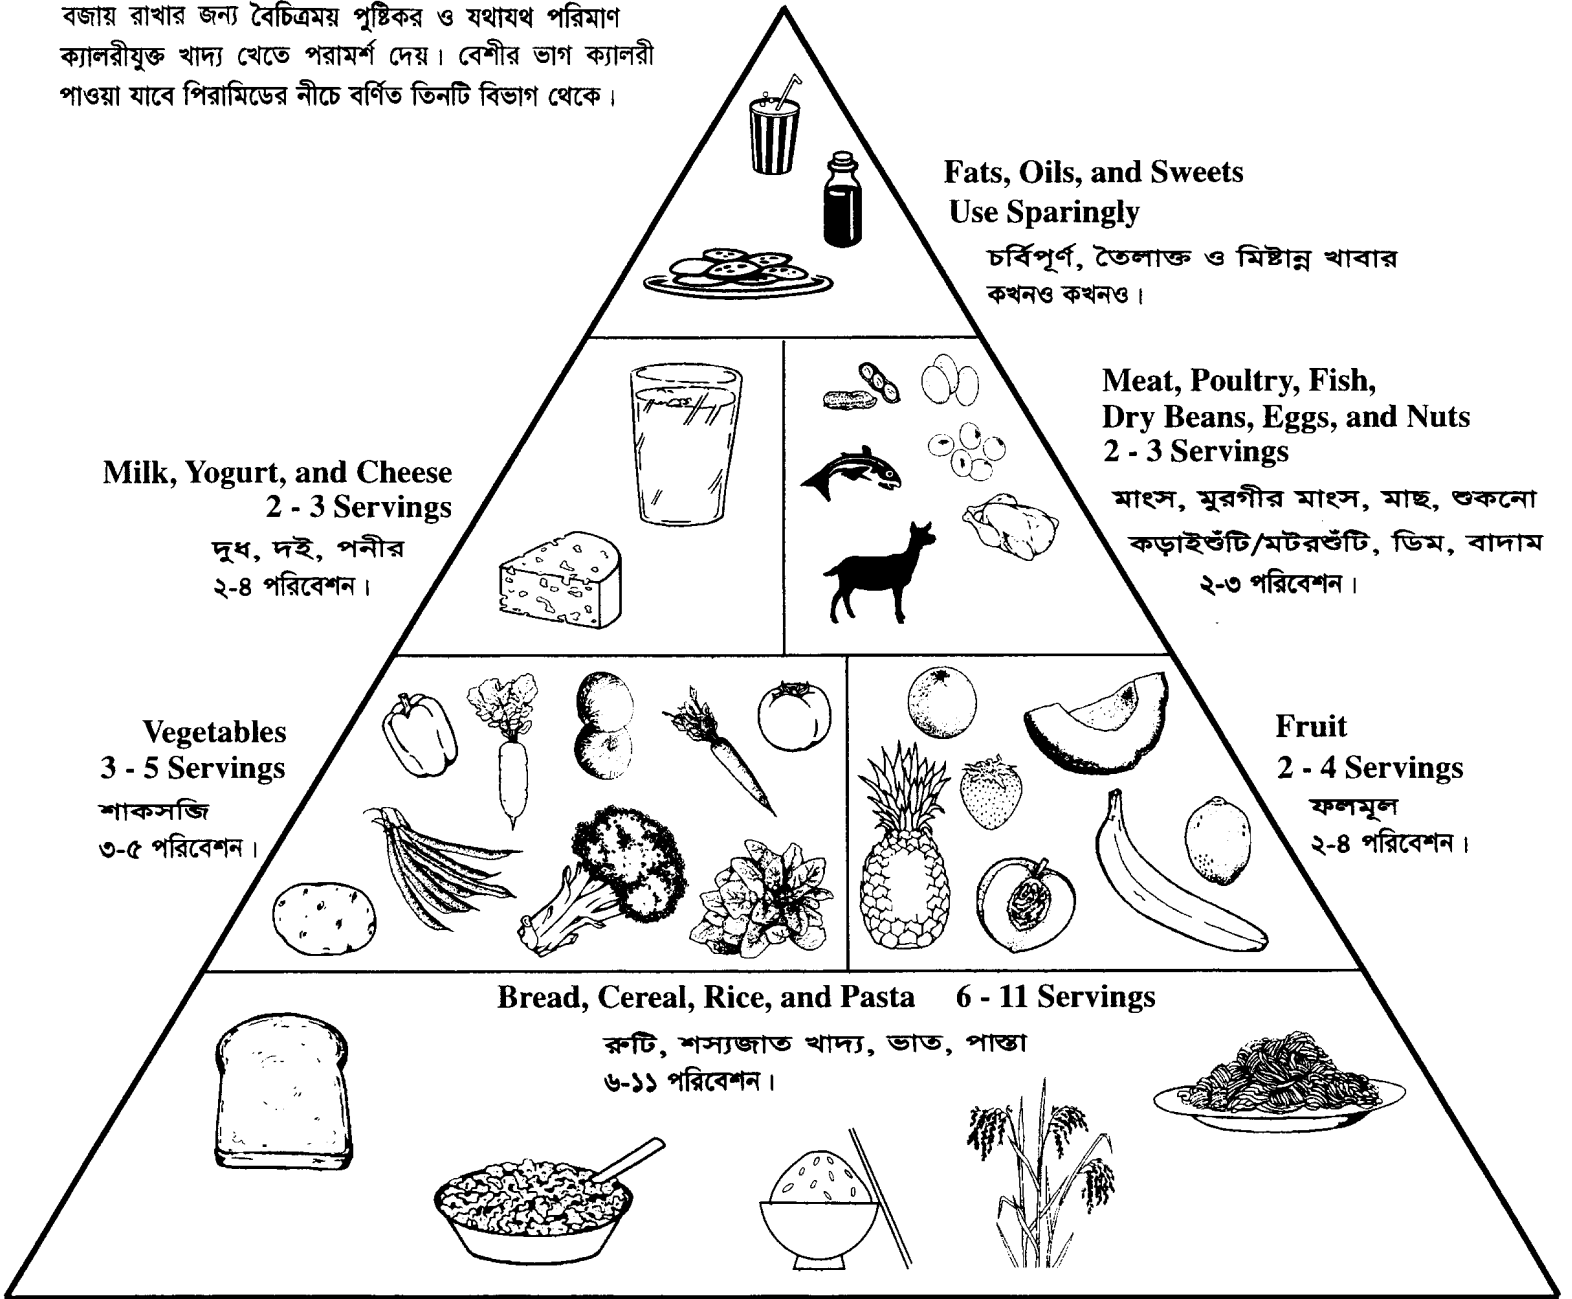 বজায় রাখার জন্য বৈচিত্রময় পুষ্টিকর ও যথাযথ পরিমাণ
ক্যালরীযুক্ত খাদ্য খেতে পরামর্শ দেয়। বেশীর ভাগ ক্যালরী
পাওয়া যাবে পিরামিডের নীচে বর্ণিত তিনটি বিভাগ থেকে।
Fats, Oils, and Sweets
Use Sparingly
চর্বিপূর্ণ, তৈলাক্ত ও মিষ্টান্ন খাবার
কখনও কখনও।
Meat, Poultry, Fish,
Dry Beans, Eggs, and Nuts
2 - 3 Servings
মাংস, মুরগীর মাংস, মাছ, শুকনো
কড়াইশুঁটি/মটরশুঁটি, ডিম, বাদাম
২-৩ পরিবেশন।
Milk, Yogurt, and Cheese
2 - 3 Servings
দুধ, দই, পনীর
২-৪ পরিবেশন।
Vegetables
3 - 5 Servings
শাকসব্জি
৩-৫ পরিবেশন।
Fruit
2 - 4 Servings
ফলমূল
২-৪ পরিবেশন।
Bread, Cereal, Rice, and Pasta 6 - 11 Servings
রুটি, শস্যজাত খাদ্য, ভাত, পাস্তা
৬-১১ পরিবেশন।